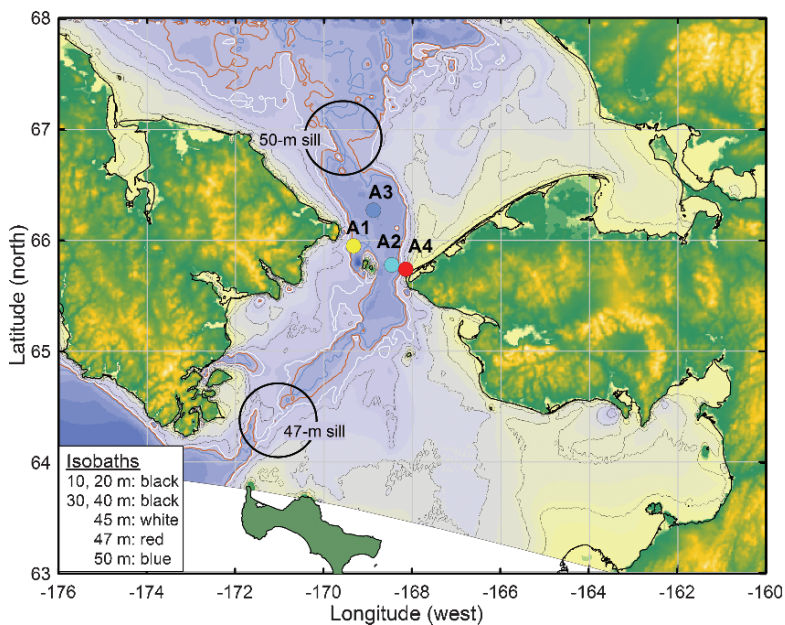 68
67
66
65
64
63
Latitude (north)
50-m sill
A3
A1
A2
A4
47-m sill
Isobaths
10, 20 m: black
30, 40 m: black
45 m: white
47 m: red
50 m: blue
-176
-174
-172
-170
-168
-166
-164
-162
-160
Longitude (west)